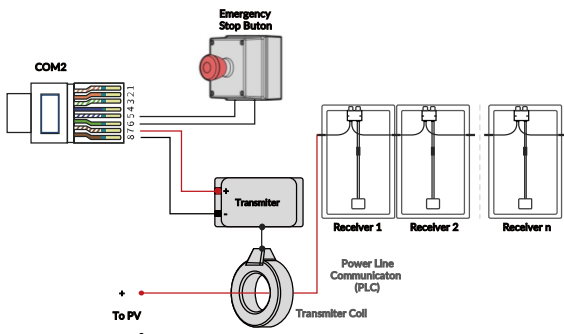 Emergency
Stop Buton
COM2
8 7 6 5 4 3 2 1
+
Transmiter
-
Receiver 1
Receiver 2
Receiver n
Power Line
Communicaton
(PLC)
+
To PV
Transmiter Coil